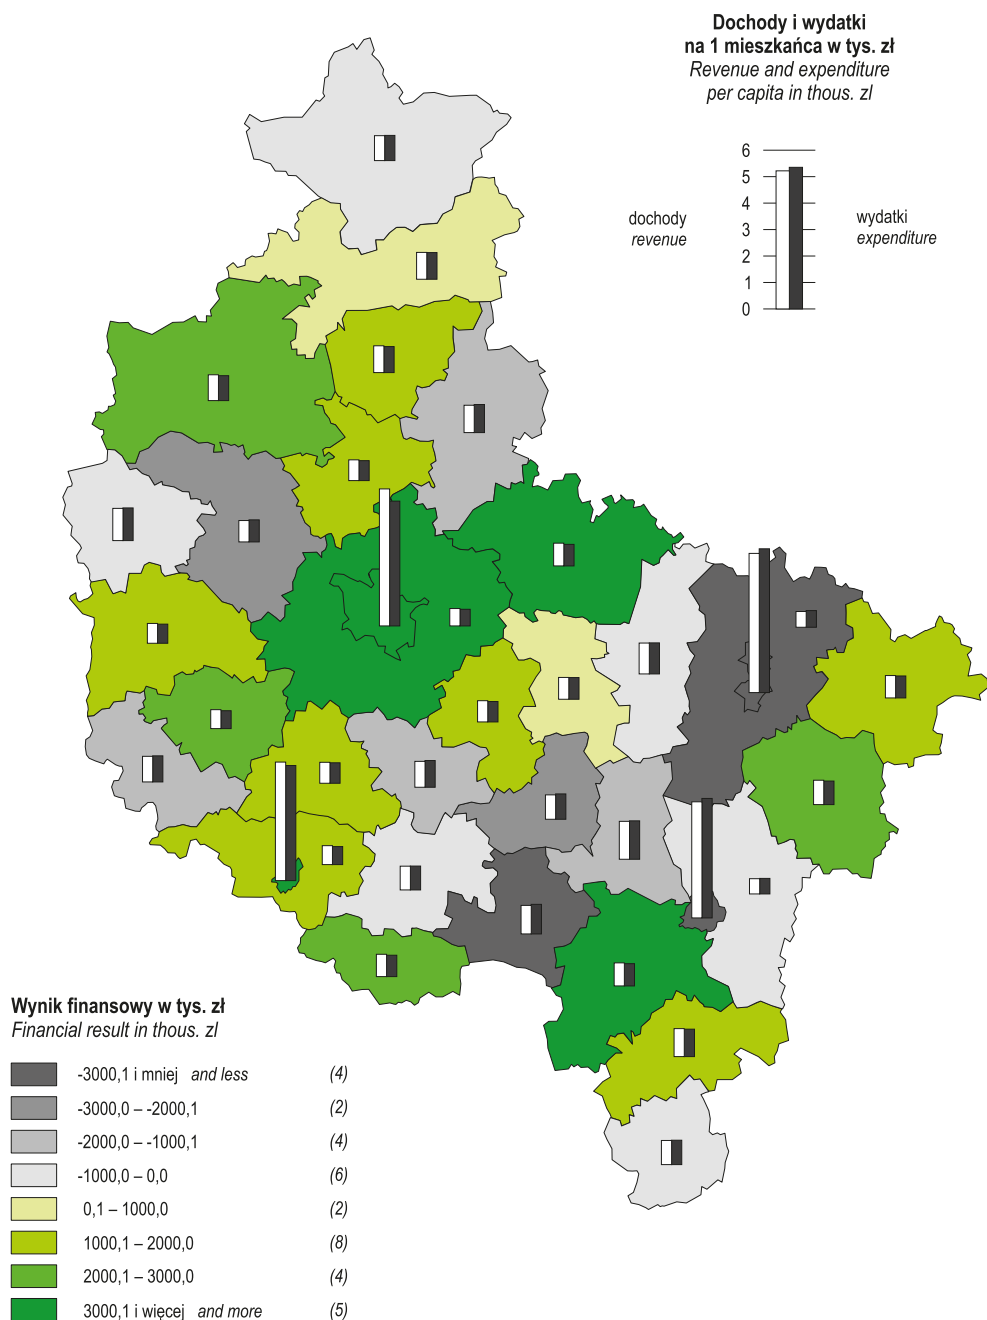 Dochody i wydatki
na 1 mieszkańca w tys. zł
Revenue and expenditure
per capita in thous. zl
6
5
4
3
2
1
0
dochody
revenue
wydatki
expenditure
Wynik finansowy w tys. zł
Financial result in thous. zl
-3000,1 i mniej and less (4)
-3000,0 – -2000,1 (2)
-2000,0 – -1000,1 (4)
-1000,0 – 0,0 (6)
0,1 – 1000,0 (2)
1000,1 – 2000,0 (8)
2000,1 – 3000,0 (4)
3000,1 i więcej and more (5)